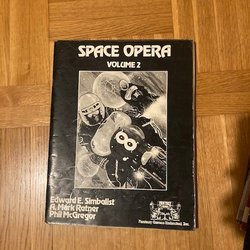 SPACE OPERA
VOLUME 2
Edward E. Simbalist
A. Mark Ratner
Phil McGregor
Fantasy Games Unlimited, Inc.